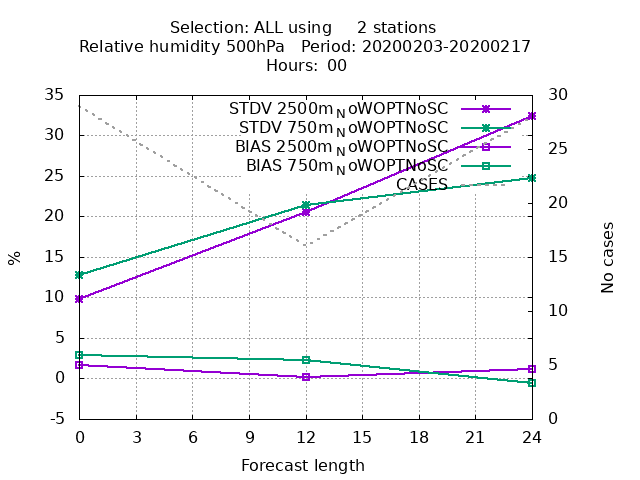 Selection: ALL using 2 stations
Relative humidity 500hPa Period: 20200203-20200217
Hours: 00
35
30
25
20
15
10
5
0
-5
%
STDV 2500m_NoWOPTNoSC
STDV 750m_NoWOPTNoSC
BIAS 2500m_NoWOPTNoSC
BIAS 750m_NoWOPTNoSC
CASES
30
25
20
15
10
5
0
No cases
0 3 6 9 12 15 18 21 24
Forecast length